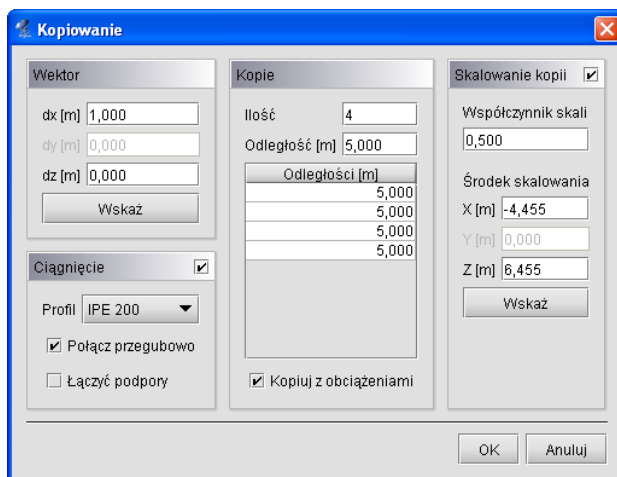 Kopiowanie
Wektor
dx [m] 1,000
dy [m] 0,000
dz [m] 0,000
Wskaż
Ciągnięcie
Profil IPE 200
Połącz przegubowo
Łączyć podpory
Kopie
Ilość 4
Odległość [m] 5,000
Odległości [m]
5,000
5,000
5,000
5,000
Kopiuj z obciążeniami
Skalowanie kopii
Współczynnik skali
0,500
Środek skalowania
X [m] -4,455
Y [m] 0,000
Z [m] 6,455
Wskaż
OK Anuluj